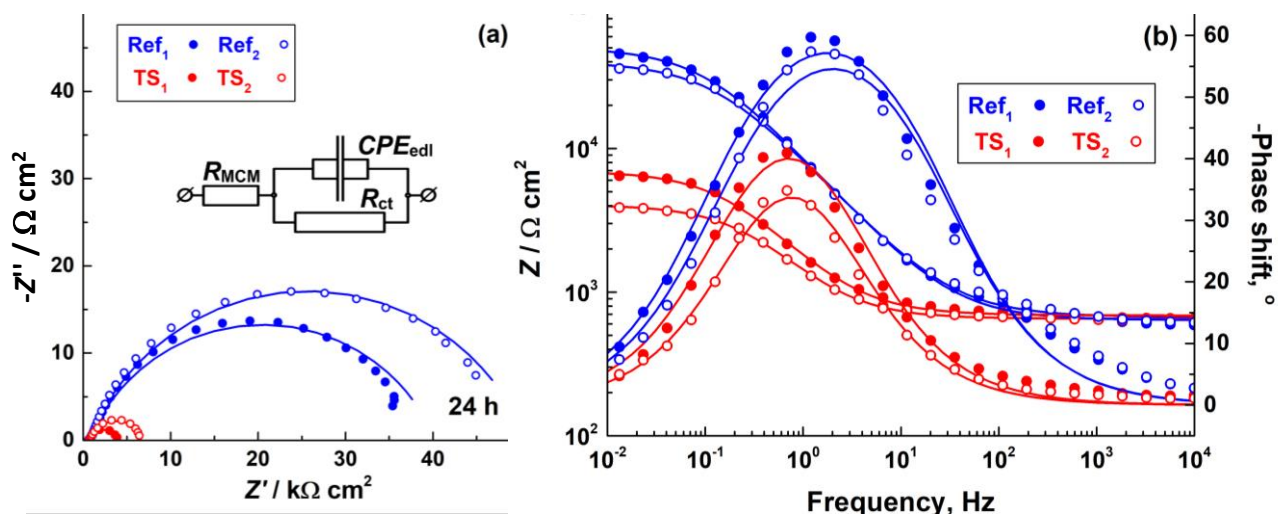 (a)
Ref₁ Ref₂
TS₁ TS₂
CPEedl
RMCM
Rct
24 h
-Z'' / Ω cm²
40
30
20
10
0
0 10 20 30 40
Z' / kΩ cm²
(b)
Ref₁ Ref₂
TS₁ TS₂
Z / Ω cm²
10⁴
10³
10²
-Phase shift, °
60
50
40
30
20
10
0
10⁻² 10⁻¹ 10⁰ 10¹ 10² 10³ 10⁴
Frequency, Hz